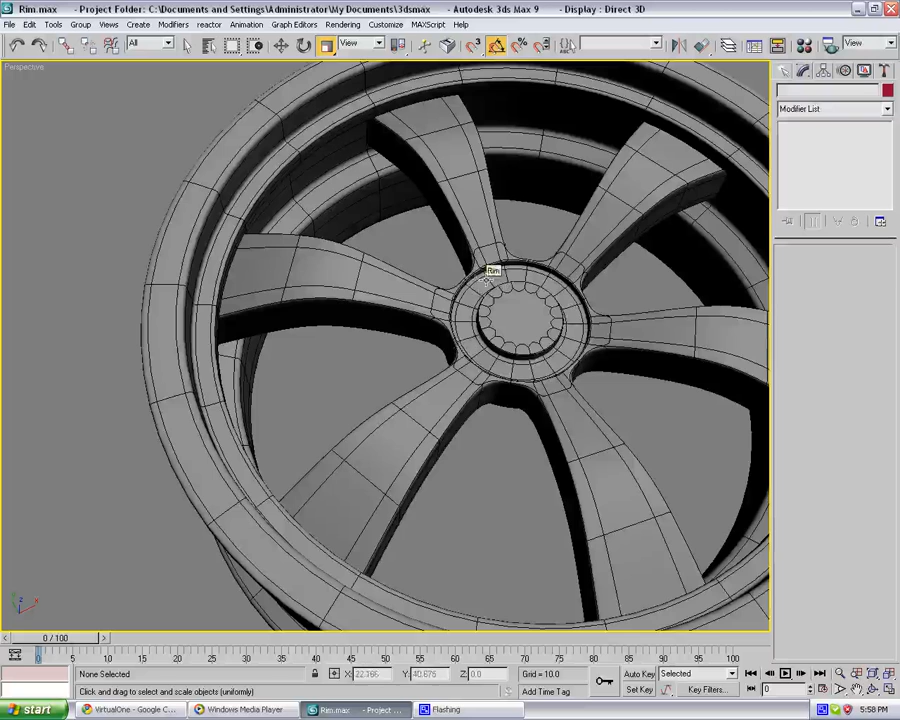 Rim.max - Project Folder: C:\Documents and Settings\Administrator\My Documents\3dsmax - Autodesk 3ds Max 9 - Display : Direct 3D
File Edit Tools Group Views Create Modifiers reactor Animation Graph Editors Rendering Customize MAXScript Help
All View View
Perspective
Modifier List
Rim
0 / 100
0 5 10 15 20 25 30 35 40 45 50 55 60 65 70 75 80 85 90 95 100
None Selected X: Y: Z: 0.0 Grid = 10.0 Auto Key Selected
Click and drag to select and scale objects (uniformly) Add Time Tag Set Key Key Filters... 0
start VirtualOne - Google C... Windows Media Player Rim.max - Project ... Flashing 5:58 PM